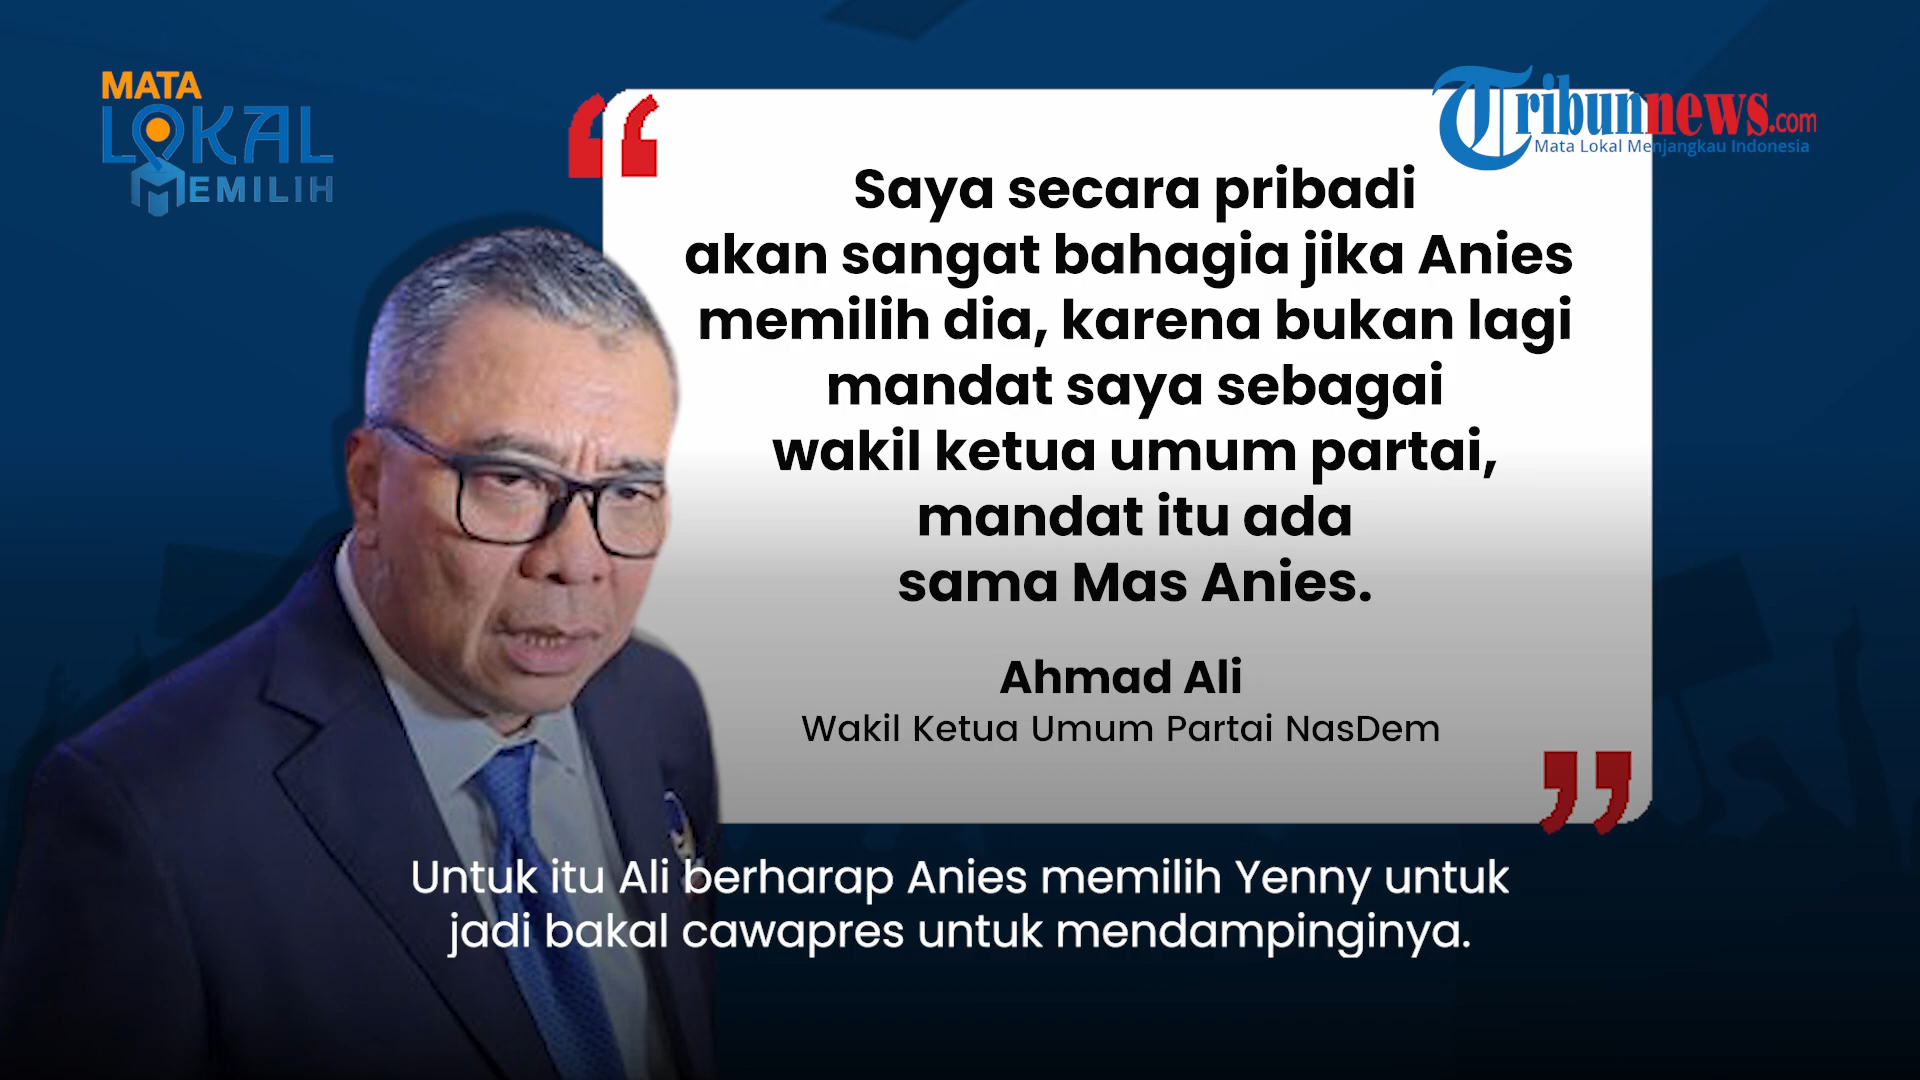 MATA
LOKAL
MEMILIH
Tribunnews.com
Mata Lokal Menjangkau Indonesia
Saya secara pribadi
akan sangat bahagia jika Anies
memilih dia, karena bukan lagi
mandat saya sebagai
wakil ketua umum partai,
mandat itu ada
sama Mas Anies.
Ahmad Ali
Wakil Ketua Umum Partai NasDem
Untuk itu Ali berharap Anies memilih Yenny untuk
jadi bakal cawapres untuk mendampinginya.